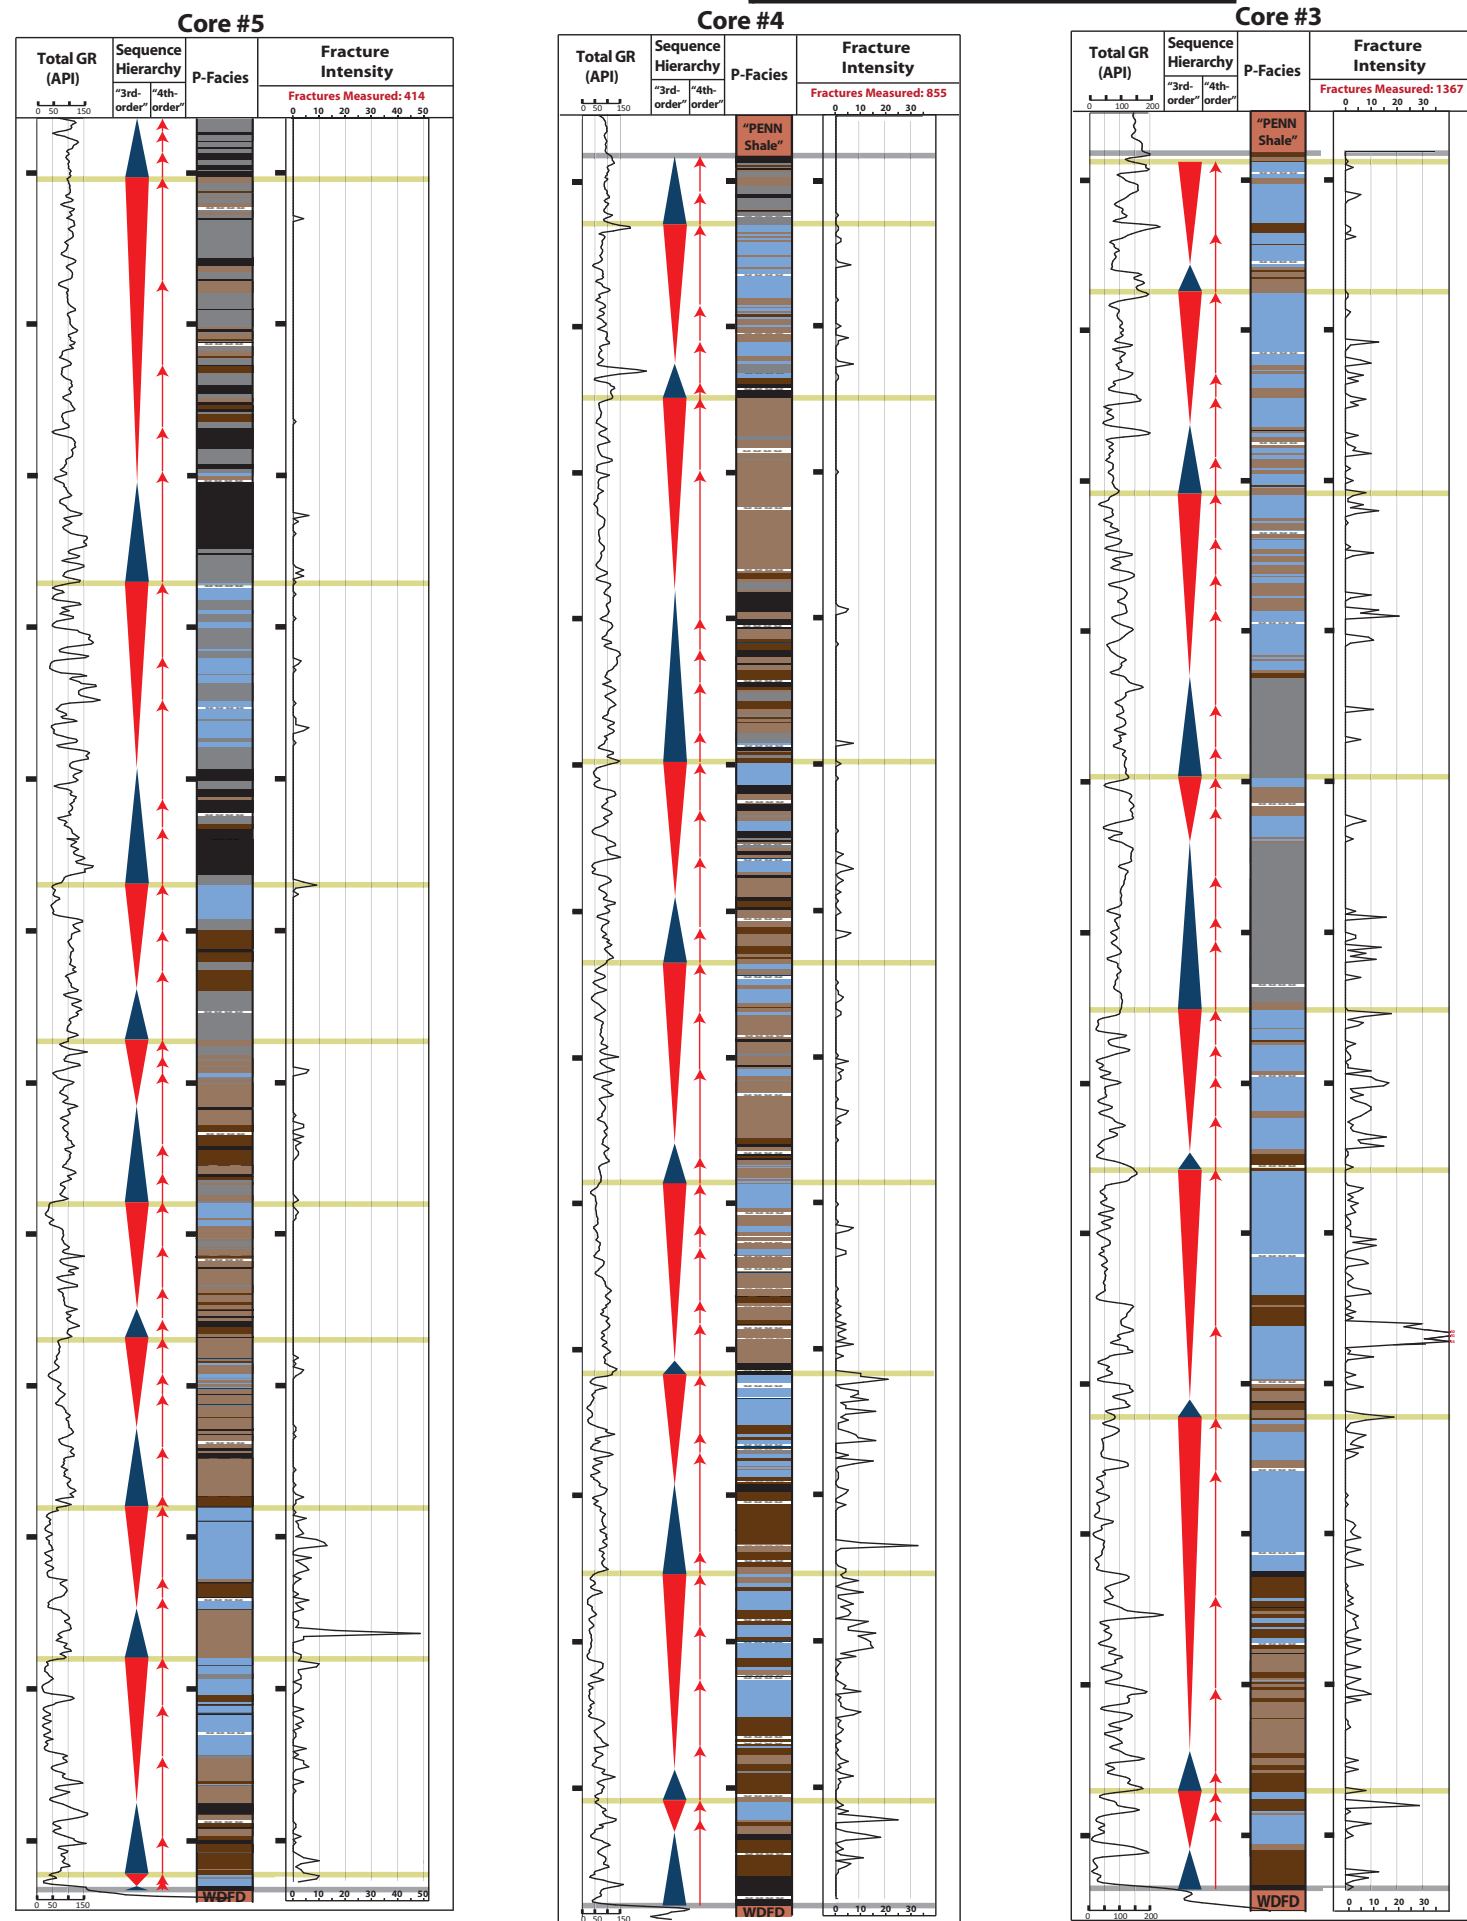 Core #5
Total GR
(API)
Sequence
Hierarchy
"3rd-
order"
"4th-
order"
P-Facies
Fracture
Intensity
Fractures Measured: 414
0 50 150
0 10 20 30 40 50
WDFD
0 50 150
0 10 20 30 40 50
Core #4
Total GR
(API)
Sequence
Hierarchy
"3rd-
order"
"4th-
order"
P-Facies
Fracture
Intensity
Fractures Measured: 855
0 50 150
0 10 20 30
"PENN
Shale"
WDFD
0 50 150
0 10 20 30
Core #3
Total GR
(API)
Sequence
Hierarchy
"3rd-
order"
"4th-
order"
P-Facies
Fracture
Intensity
Fractures Measured: 1367
0 100 200
0 10 20 30
"PENN
Shale"
WDFD
0 100 200
0 10 20 30